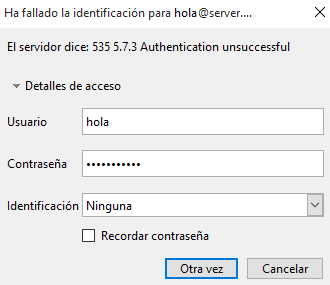 Ha fallado la identificación para hola@server....
El servidor dice: 535 5.7.3 Authentication unsuccessful
Detalles de acceso
Usuario hola
Contraseña •••••••••••
Identificación Ninguna
Recordar contraseña
Otra vez Cancelar